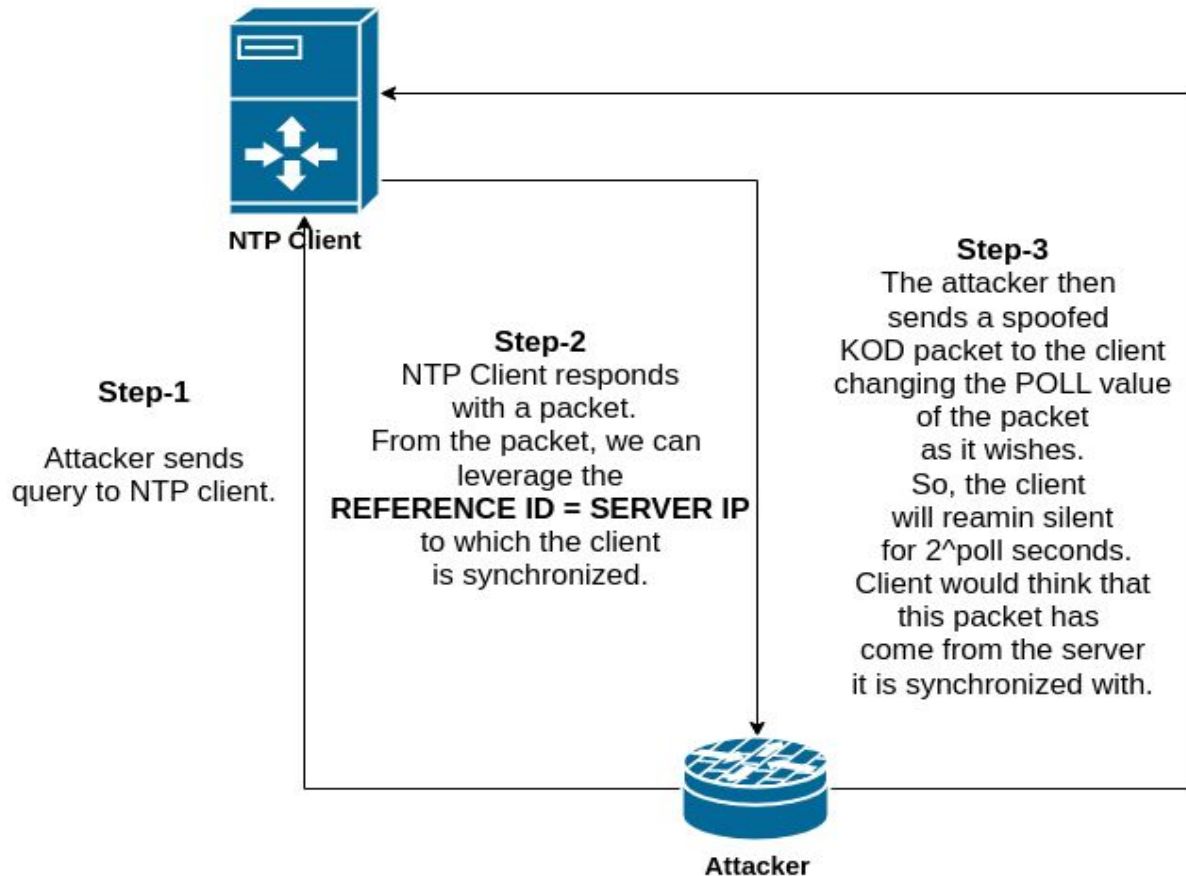 NTP Client
Step-1
Attacker sends
query to NTP client.
Step-2
NTP Client responds
with a packet.
From the packet, we can
leverage the
REFERENCE ID = SERVER IP
to which the client
is synchronized.
Step-3
The attacker then
sends a spoofed
KOD packet to the client
changing the POLL value
of the packet
as it wishes.
So, the client
will reamin silent
for 2^poll seconds.
Client would think that
this packet has
come from the server
it is synchronized with.
Attacker